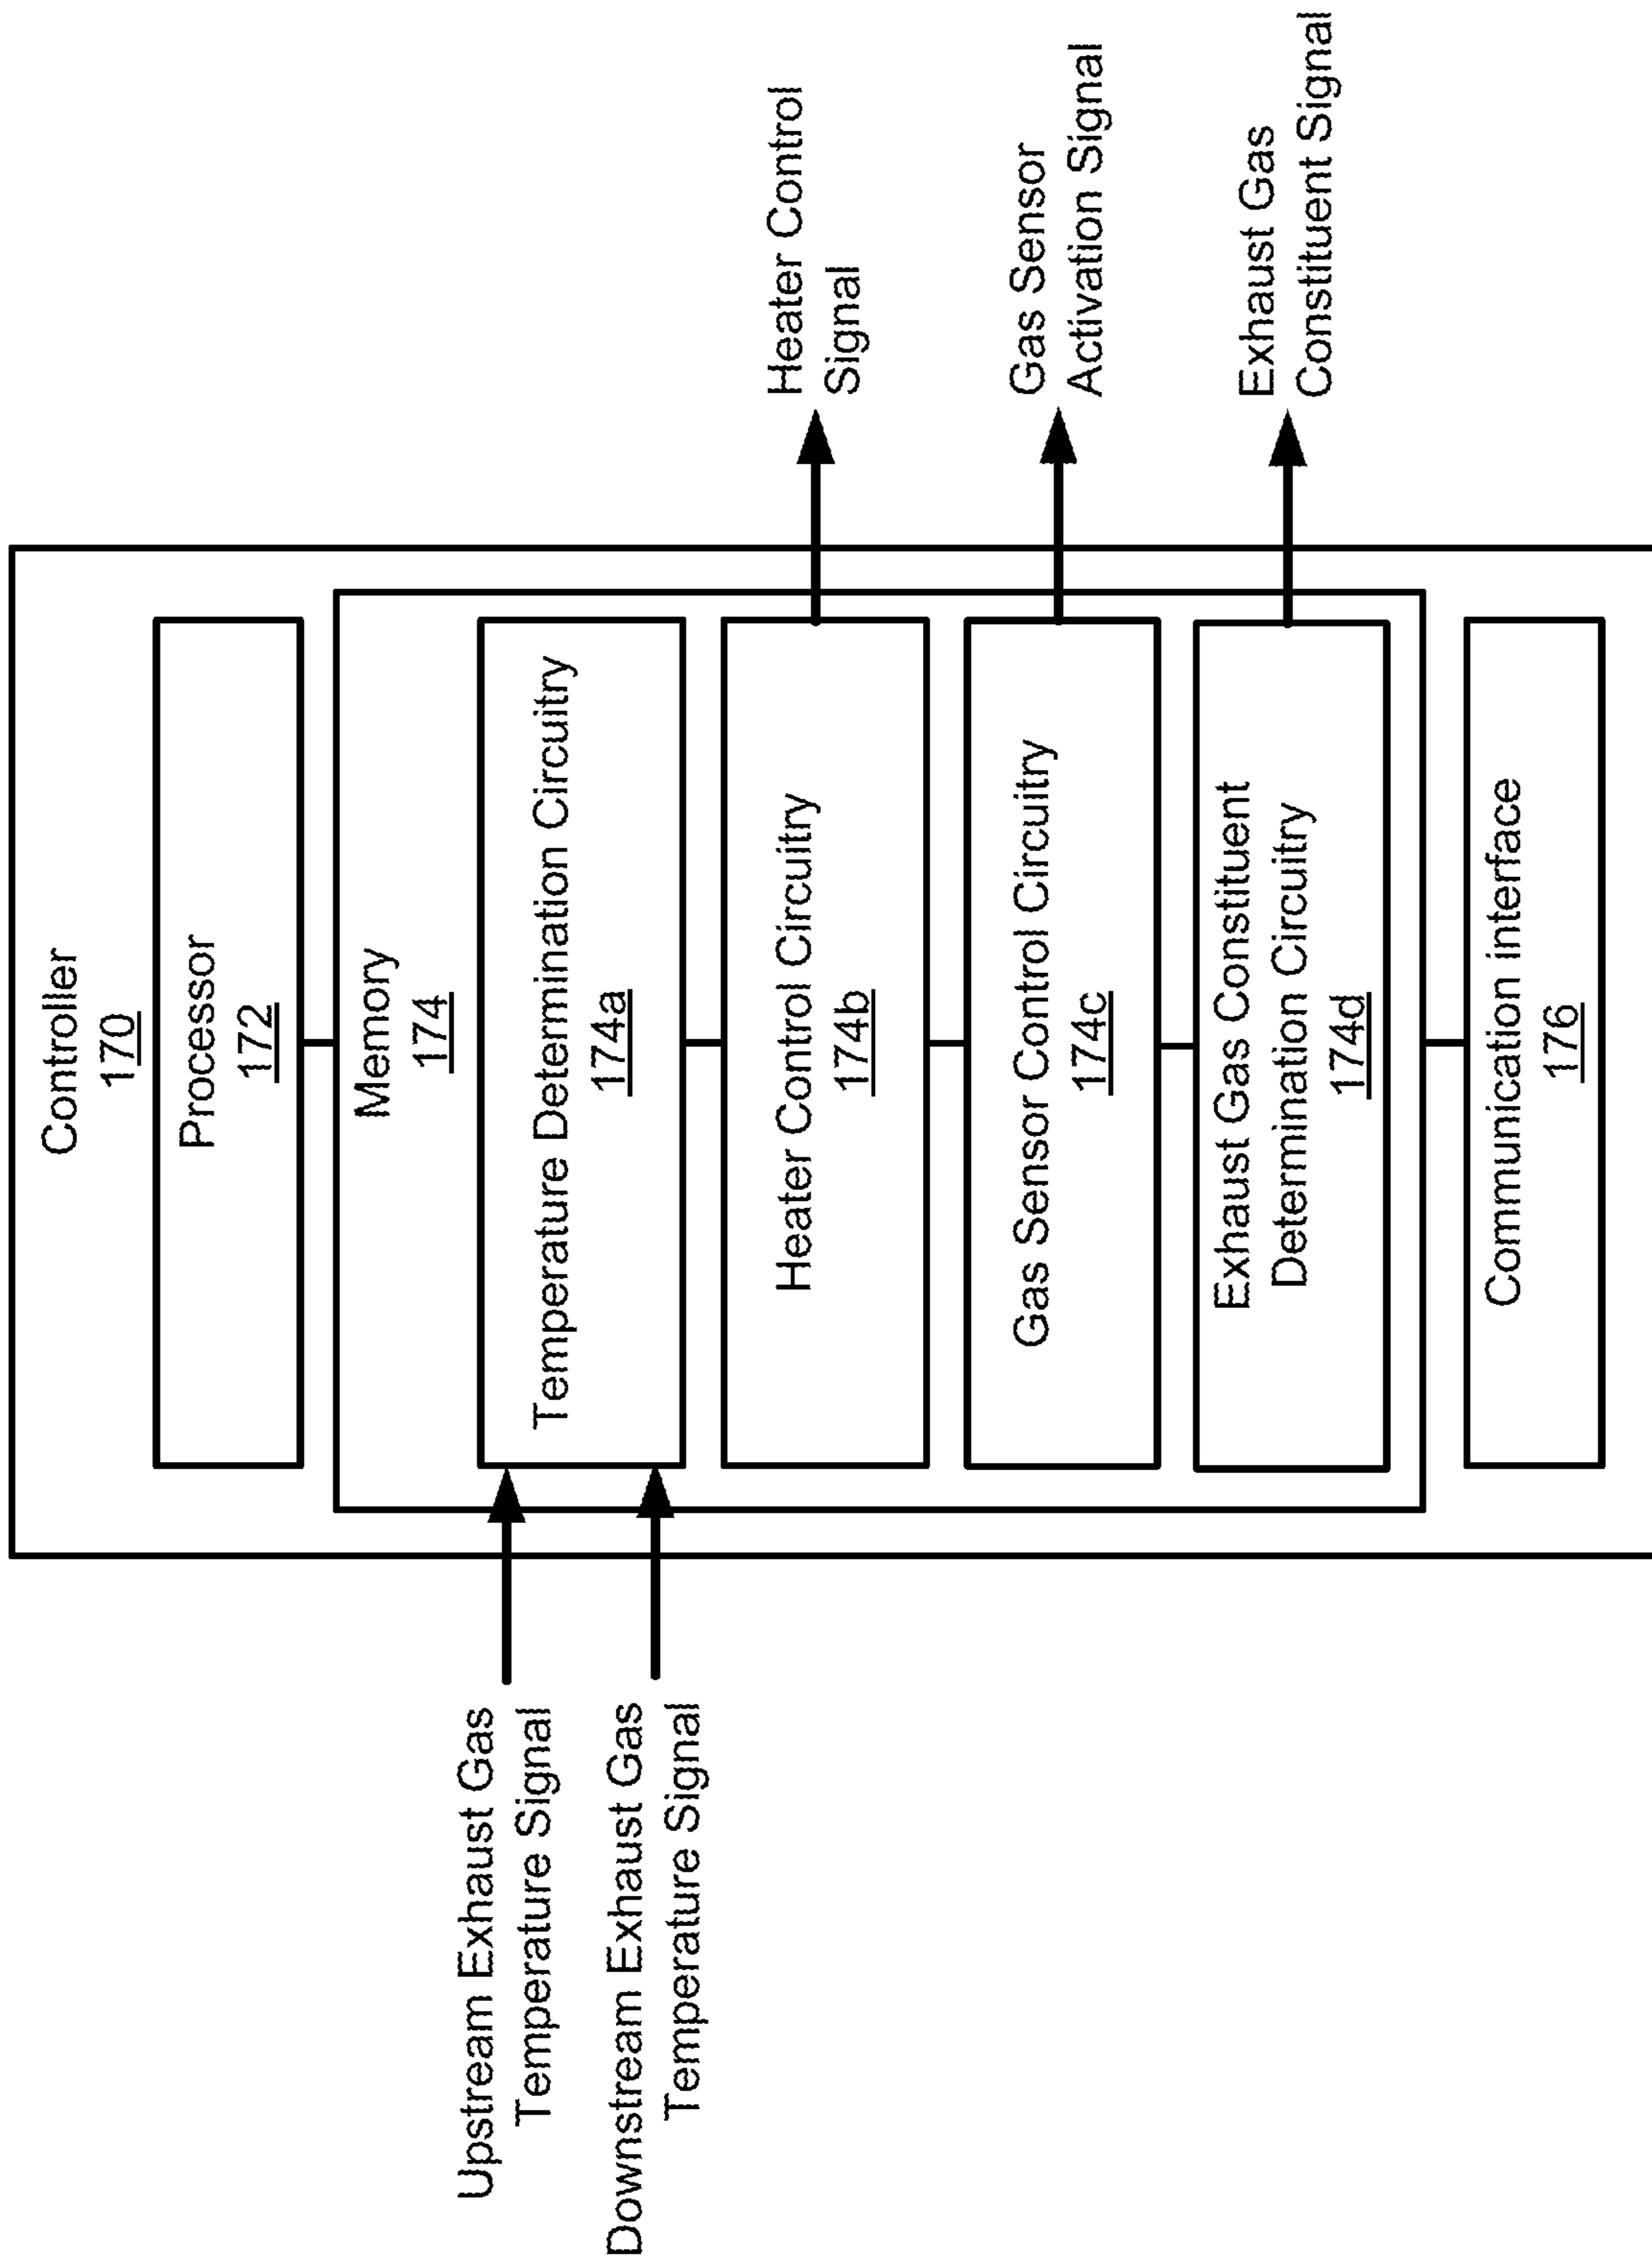 Controller
170
Processor
172
Memory
174
Upstream Exhaust Gas
Temperature Signal
Downstream Exhaust Gas
Temperature Signal
Temperature Determination Circuitry
174a
Heater Control Circuitry
174b
Heater Control
Signal
Gas Sensor Control Circuitry
174c
Gas Sensor
Activation Signal
Exhaust Gas Constituent
Determination Circuitry
174d
Exhaust Gas
Constituent Signal
Communication interface
176